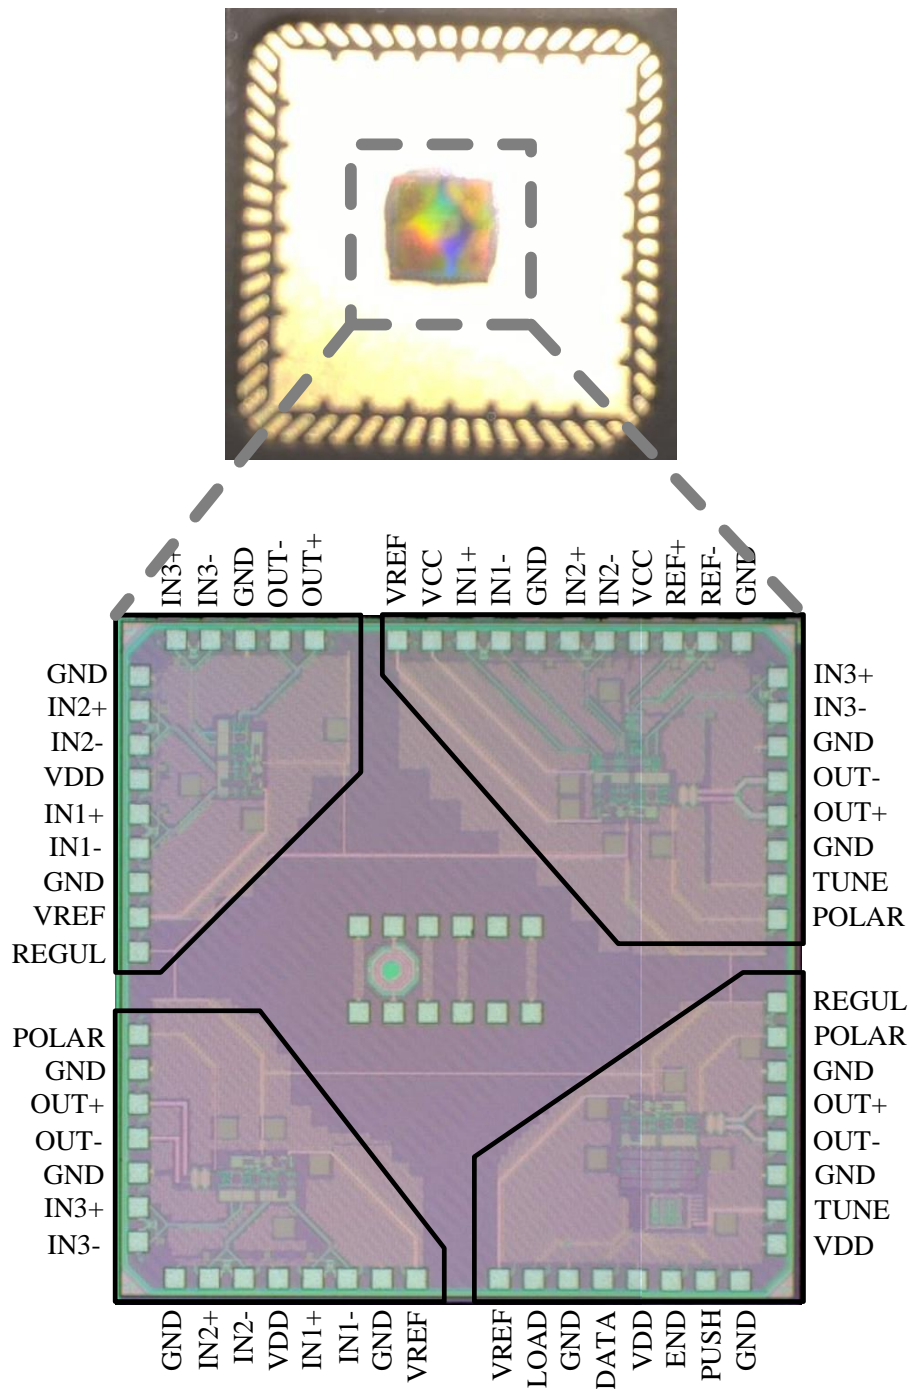 IN3+
IN3-
GND
OUT-
OUT+
VREF
VCC
IN1+
IN1-
GND
IN2+
IN2-
VCC
REF+
REF-
GND
GND
IN2+
IN2-
VDD
IN1+
IN1-
GND
VREF
REGUL
IN3+
IN3-
GND
OUT-
OUT+
GND
TUNE
POLAR
POLAR
GND
OUT+
OUT-
GND
IN3+
IN3-
REGUL
POLAR
GND
OUT+
OUT-
GND
TUNE
VDD
GND
IN2+
IN2-
VDD
IN1+
IN1-
GND
VREF
VREF
LOAD
GND
DATA
VDD
END
PUSH
GND